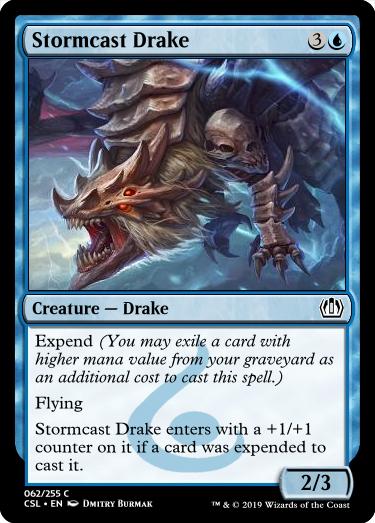 Stormcast Drake 3
Creature — Drake
Expend (You may exile a card with
higher mana value from your graveyard as
an additional cost to cast this spell.)
Flying
Stormcast Drake enters with a +1/+1
counter on it if a card was expended to
cast it.
2/3
062/255 C
CSL • EN Dmitry Burmak
™ & © 2019 Wizards of the Coast